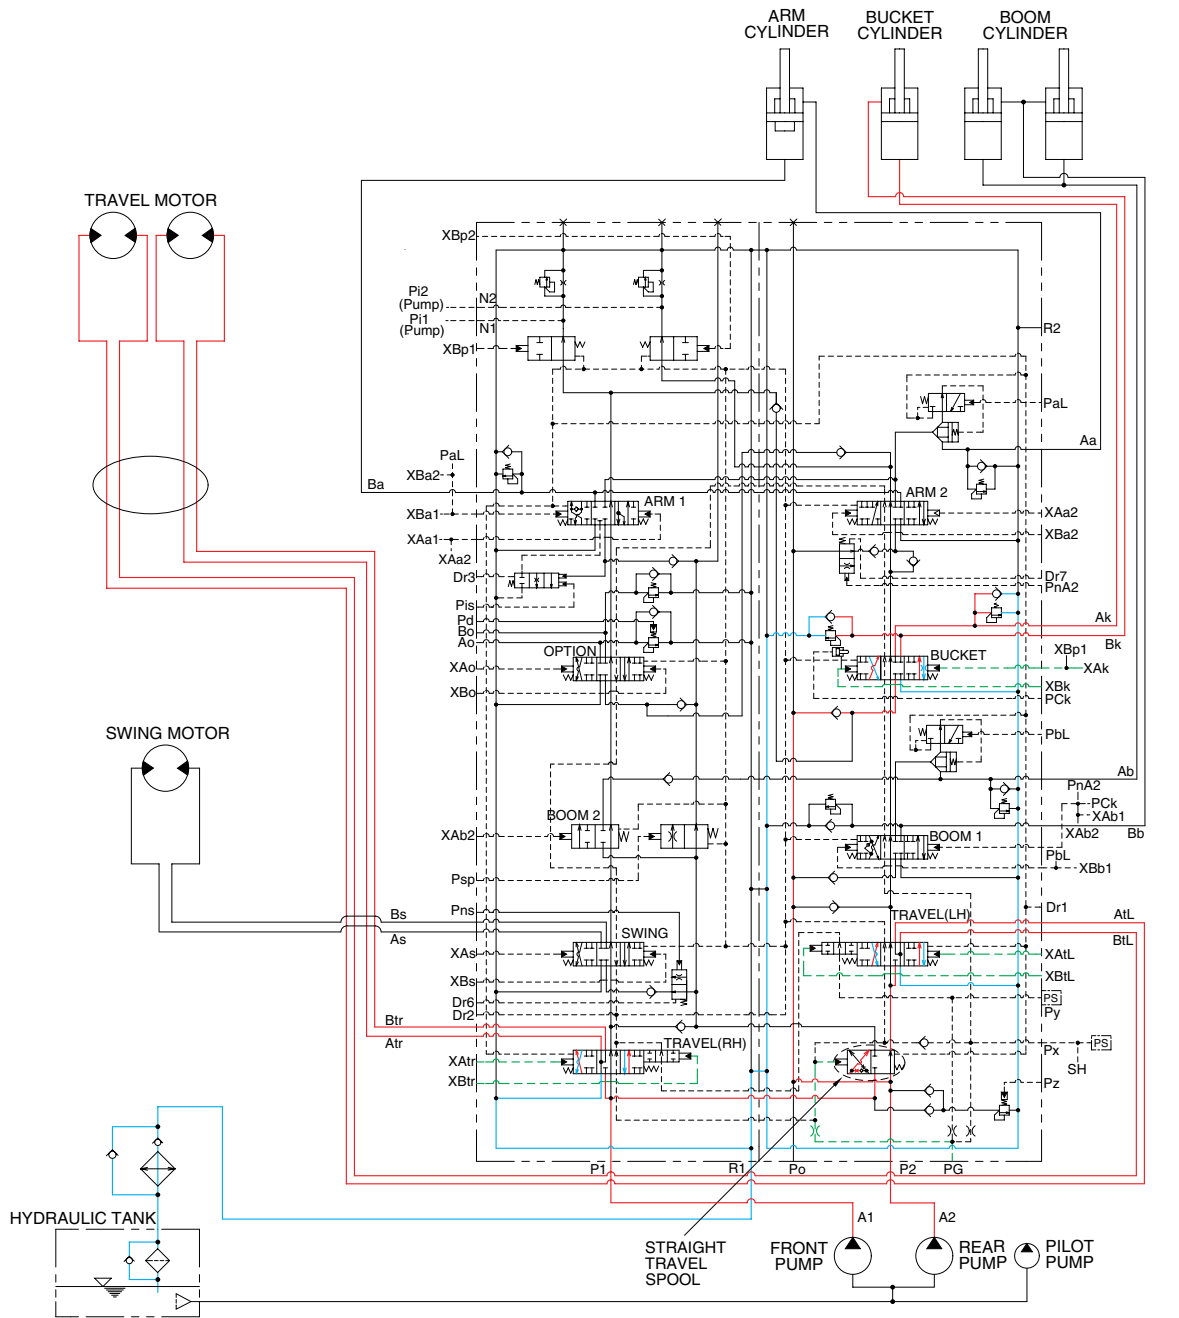 ARM
CYLINDER
BUCKET
CYLINDER
BOOM
CYLINDER
TRAVEL MOTOR
XBp2
Pi2
(Pump)
N2
Pi1
(Pump)
N1
XBp1
R2
PaL
Aa
PaL
XBa2
Ba
ARM 1
ARM 2
XBa1
XAa2
XAa1
XBa2
XAa2
Dr3
Dr7
PnA2
Pis
Pd
Bo
Ao
Ak
Bk
OPTION
BUCKET
XBp1
XAo
XAk
XBo
XBk
PCk
SWING MOTOR
PbL
Ab
PnA2
PCk
XAb1
BOOM 2
BOOM 1
XAb2
XAb2
Bb
PbL
XBb1
Psp
Pns
Dr1
Bs
TRAVEL(LH)
AtL
As
SWING
BtL
XAs
XAtL
XBs
XBtL
Dr6
PS
Dr2
Py
Btr
Atr
TRAVEL(RH)
Px
PS
XAtr
SH
XBtr
Pz
P1
R1
Po
P2
PG
HYDRAULIC TANK
A1
A2
STRAIGHT
TRAVEL
SPOOL
FRONT
PUMP
REAR
PUMP
PILOT
PUMP